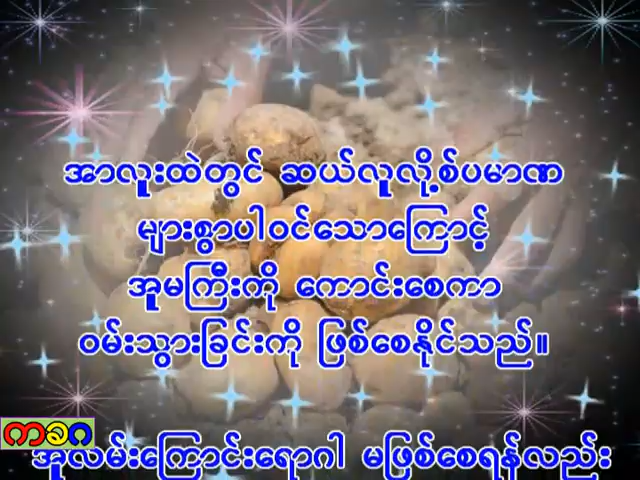 အာလူးထဲတွင် ဆယ်လူလို့စ်ပမာဏ
များစွာပါဝင်သောကြောင့်
အူမကြီးကို ကောင်းစေကာ
ဝမ်းသွားခြင်းကို ဖြစ်စေနိုင်သည်။
ကခဂ
အူလမ်းကြောင်းရောဂါ မဖြစ်စေရန်လည်း